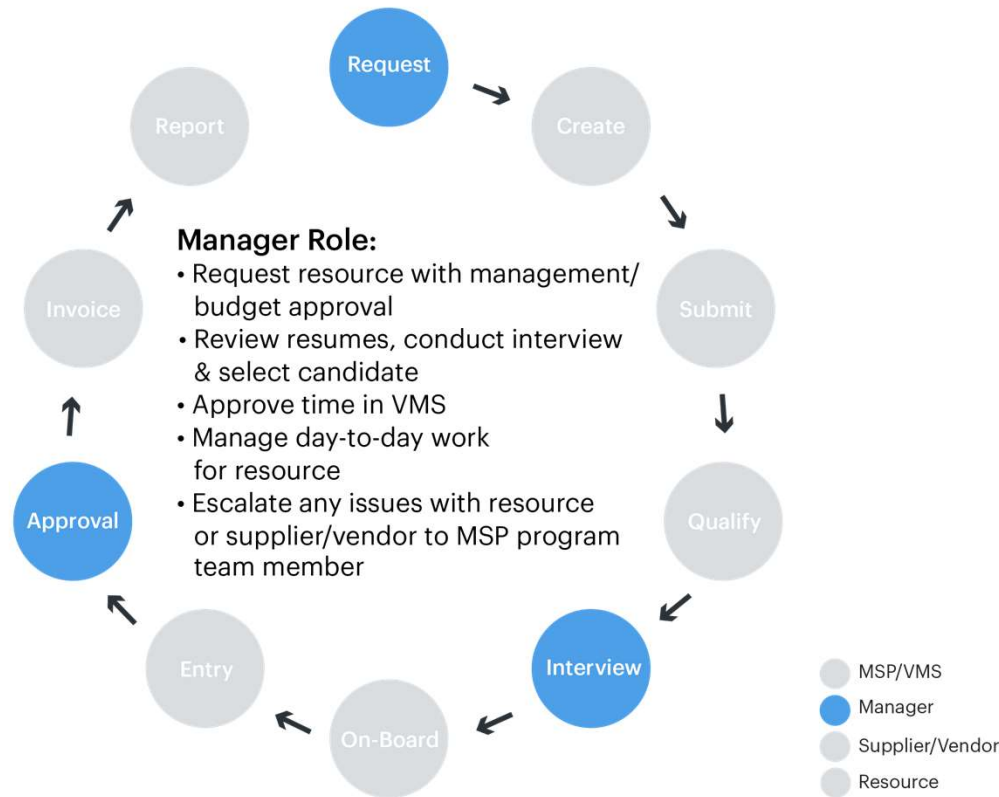 Request
Report
Create
Manager Role:
• Request resource with management/
budget approval
• Review resumes, conduct interview
& select candidate
• Approve time in VMS
• Manage day-to-day work
for resource
• Escalate any issues with resource
or supplier/vendor to MSP program
team member
Invoice
Submit
Approval
Qualify
Entry
Interview
On-Board
MSP/VMS
Manager
Supplier/Vendor
Resource